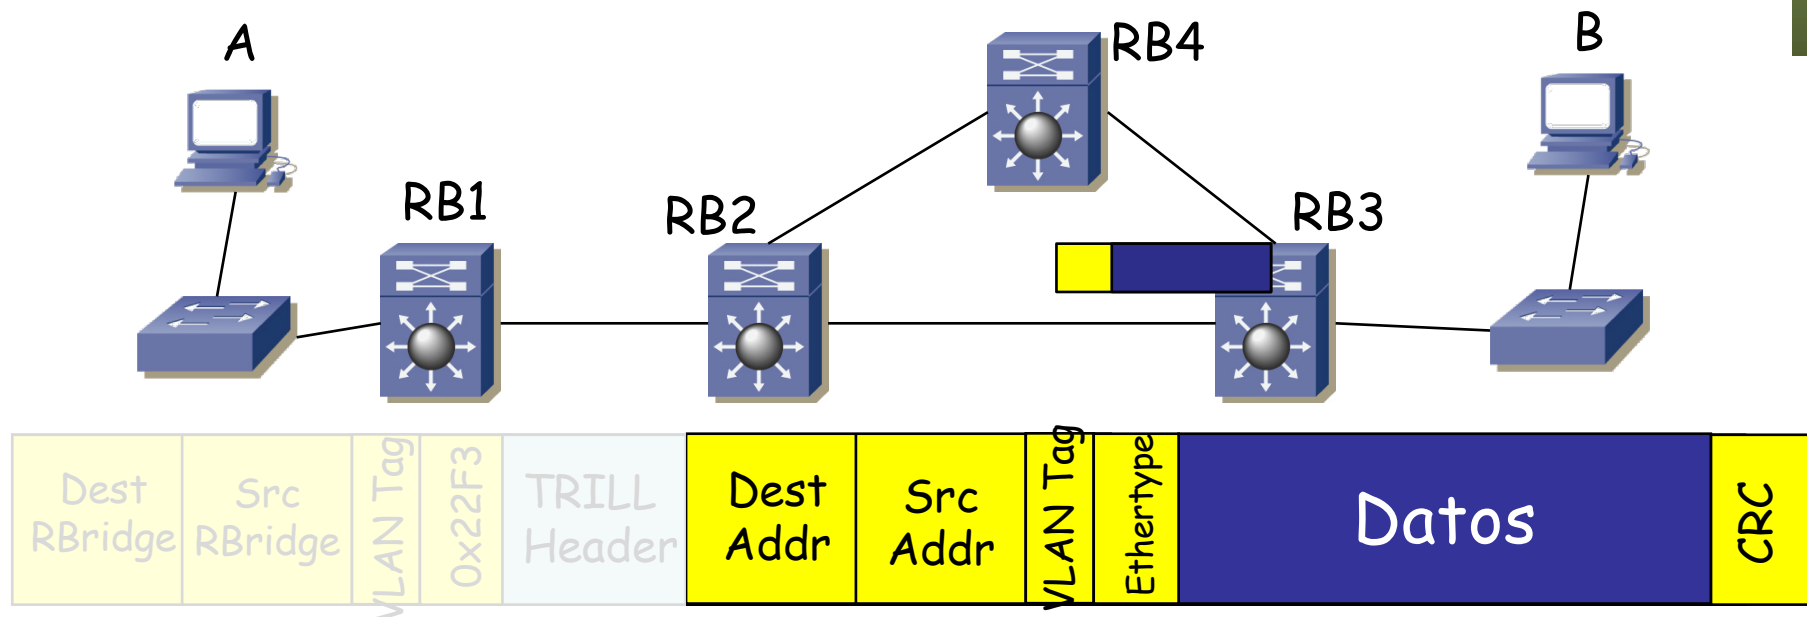 A
RB4
B
RB1
RB2
RB3
Dest
RBridge
Src
RBridge
VLAN Tag
0x22F3
TRILL
Header
Dest
Addr
Src
Addr
VLAN Tag
Ethertype
Datos
CRC